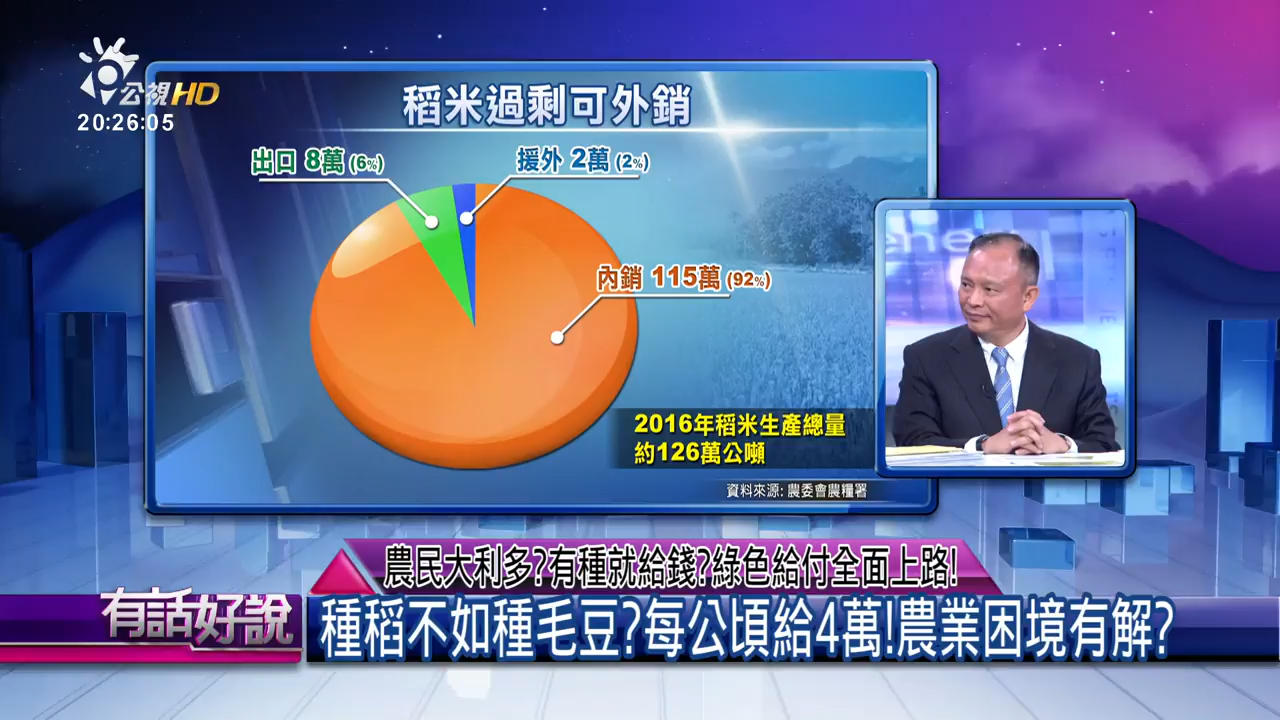 公視HD
20:26:05
稻米過剩可外銷
出口 8萬 (6%)
援外 2萬 (2%)
內銷 115萬 (92%)
2016年稻米生產總量
約126萬公噸
資料來源: 農委會農糧署
農民大利多?有種就給錢?綠色給付全面上路!
有話好說
種稻不如種毛豆?每公頃給4萬!農業困境有解?